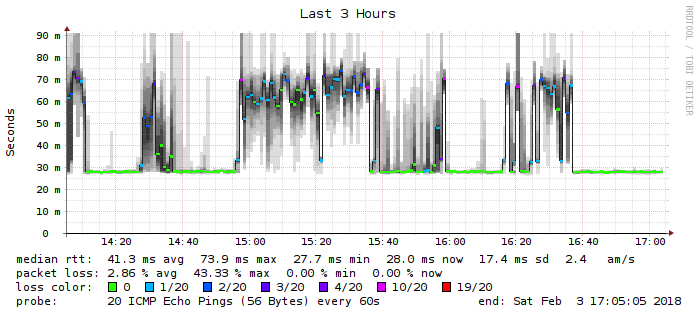 Last 3 Hours
RRDTOOL / TOBI OETIKER
Seconds
90 m
80 m
70 m
60 m
50 m
40 m
30 m
20 m
10 m
0
14:20 14:40 15:00 15:20 15:40 16:00 16:20 16:40 17:00
median rtt: 41.3 ms avg 73.9 ms max 27.7 ms min 28.0 ms now 17.4 ms sd 2.4 am/s
packet loss: 2.86 % avg 43.33 % max 0.00 % min 0.00 % now
loss color: 0 1/20 2/20 3/20 4/20 10/20 19/20
probe: 20 ICMP Echo Pings (56 Bytes) every 60s end: Sat Feb 3 17:05:05 2018